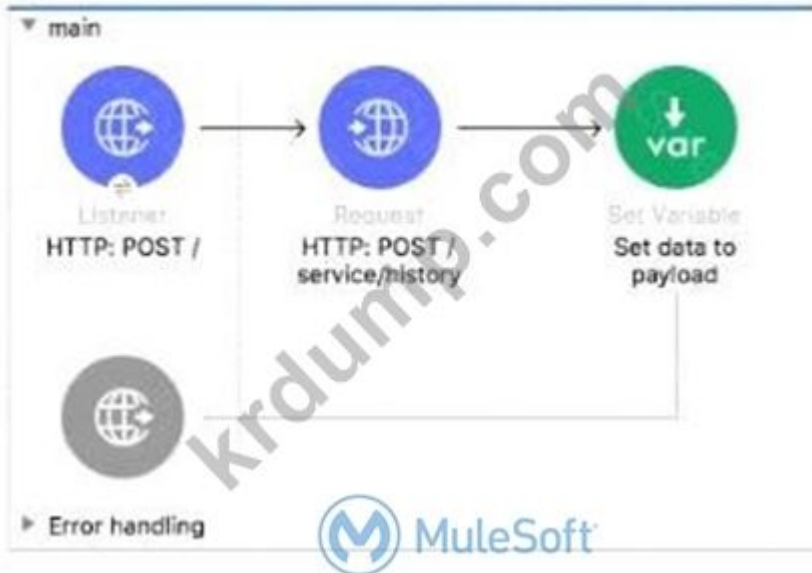 main
var
Listener
Request
Set Variable
HTTP: POST /
HTTP: POST /
service/history
Set data to
payload
krdump.com
Error handling
MuleSoft